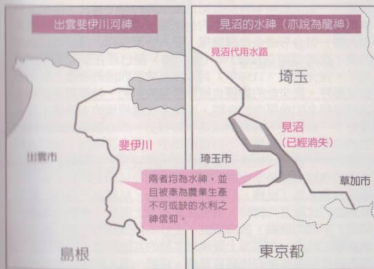 出雲斐伊川河神
斐伊川
出雲市
島根
見沼的水神（亦說為龍神）
見沼代用水路
埼玉
見沼
（已經消失）
埼玉市
草加市
東京都
兩者均為水神，並
且被奉為農業生產
不可或缺的水利之
神信仰。